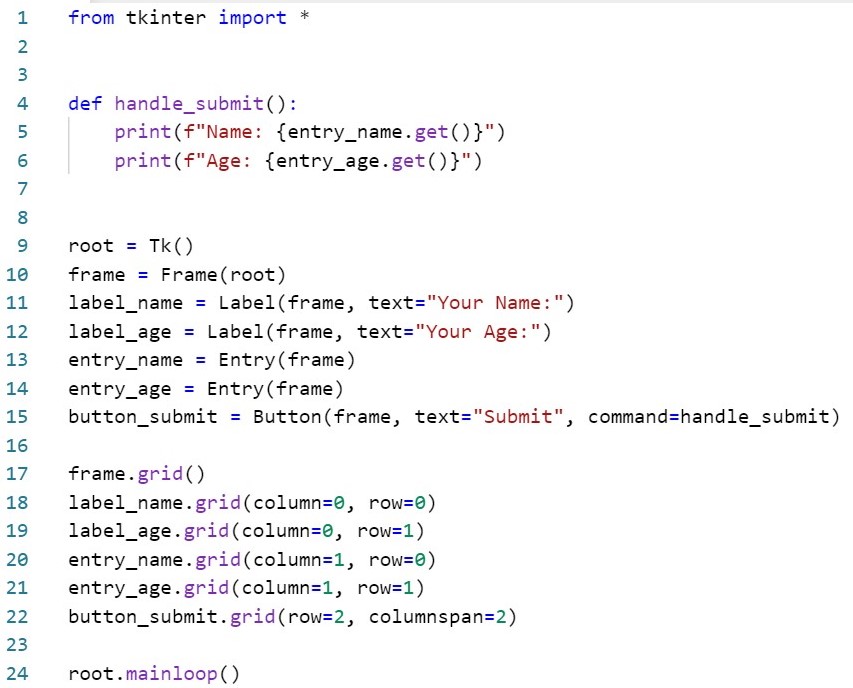 1 from tkinter import *
2
3
4 def handle_submit():
5     print(f"Name: {entry_name.get()}")
6     print(f"Age: {entry_age.get()}")
7
8
9 root = Tk()
10 frame = Frame(root)
11 label_name = Label(frame, text="Your Name:")
12 label_age = Label(frame, text="Your Age:")
13 entry_name = Entry(frame)
14 entry_age = Entry(frame)
15 button_submit = Button(frame, text="Submit", command=handle_submit)
16
17 frame.grid()
18 label_name.grid(column=0, row=0)
19 label_age.grid(column=0, row=1)
20 entry_name.grid(column=1, row=0)
21 entry_age.grid(column=1, row=1)
22 button_submit.grid(row=2, columnspan=2)
23
24 root.mainloop()